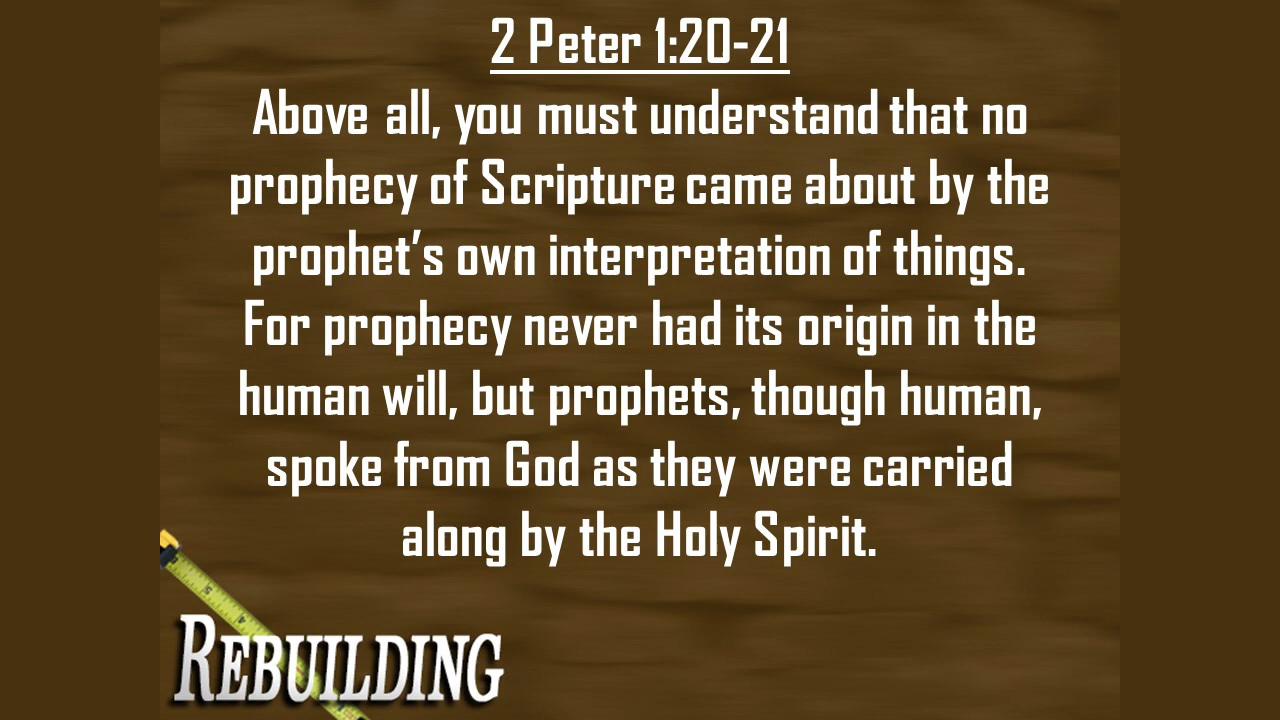 2 Peter 1:20-21
Above all, you must understand that no
prophecy of Scripture came about by the
prophet’s own interpretation of things.
For prophecy never had its origin in the
human will, but prophets, though human,
spoke from God as they were carried
along by the Holy Spirit.
5
4
REBUILDING